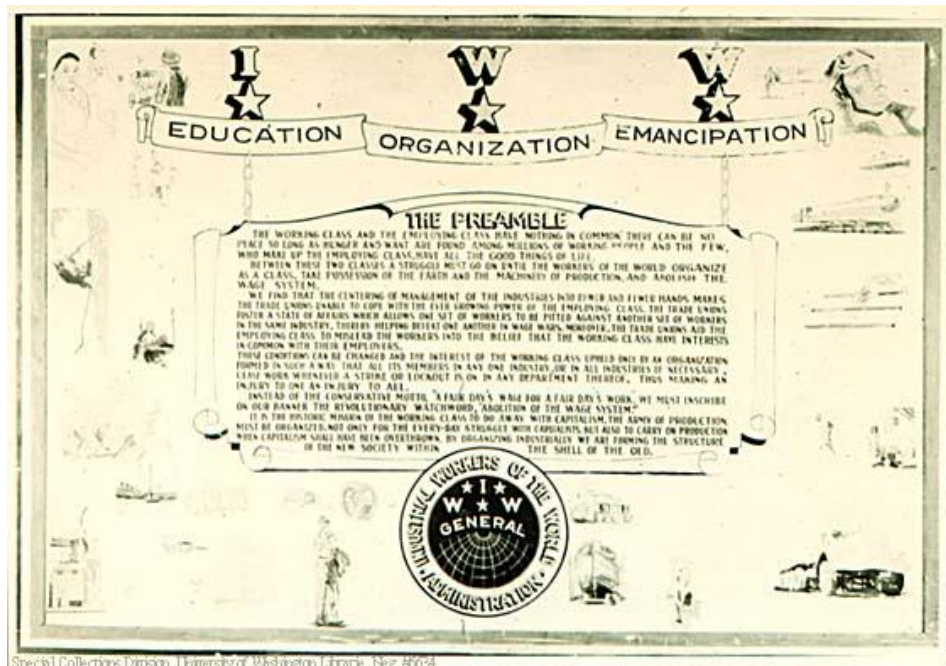 I W W
EDUCATION ORGANIZATION EMANCIPATION
THE PREAMBLE
THE WORKING CLASS AND THE EMPLOYING CLASS HAVE NOTHING IN COMMON. THERE CAN BE NO
PEACE SO LONG AS HUNGER AND WANT ARE FOUND AMONG MILLIONS OF WORKING PEOPLE AND THE FEW,
WHO MAKE UP THE EMPLOYING CLASS, HAVE ALL THE GOOD THINGS OF LIFE.
BETWEEN THESE TWO CLASSES A STRUGGLE MUST GO ON UNTIL THE WORKERS OF THE WORLD ORGANIZE
AS A CLASS, TAKE POSSESSION OF THE EARTH AND THE MACHINERY OF PRODUCTION, AND ABOLISH THE
WAGE SYSTEM.
WE FIND THAT THE CENTERING OF MANAGEMENT OF THE INDUSTRIES INTO FEWER AND FEWER HANDS MAKES
THE TRADE UNIONS UNABLE TO COPE WITH THE EVER GROWING POWER OF THE EMPLOYING CLASS. THE TRADE UNIONS
FOSTER A STATE OF AFFAIRS WHICH ALLOWS ONE SET OF WORKERS TO BE PITTED AGAINST ANOTHER SET OF WORKERS
IN THE SAME INDUSTRY, THEREBY HELPING DEFEAT ONE ANOTHER IN WAGE WARS. MOREOVER, THE TRADE UNIONS AID THE
EMPLOYING CLASS TO MISLEAD THE WORKERS INTO THE BELIEF THAT THE WORKING CLASS HAVE INTERESTS
IN COMMON WITH THEIR EMPLOYERS.
THESE CONDITIONS CAN BE CHANGED AND THE INTEREST OF THE WORKING CLASS UPHELD ONLY BY AN ORGANIZATION
FORMED IN SUCH A WAY THAT ALL ITS MEMBERS IN ANY ONE INDUSTRY, OR IN ALL INDUSTRIES IF NECESSARY,
CEASE WORK WHENEVER A STRIKE OR LOCKOUT IS ON IN ANY DEPARTMENT THEREOF, THUS MAKING AN
INJURY TO ONE AN INJURY TO ALL.
INSTEAD OF THE CONSERVATIVE MOTTO, "A FAIR DAY'S WAGE FOR A FAIR DAY'S WORK, WE MUST INSCRIBE
ON OUR BANNER THE REVOLUTIONARY WATCHWORD, "ABOLITION OF THE WAGE SYSTEM."
IT IS THE HISTORIC MISSION OF THE WORKING CLASS TO DO AWAY WITH CAPITALISM. THE ARMY OF PRODUCTION
MUST BE ORGANIZED, NOT ONLY FOR THE EVERY-DAY STRUGGLE WITH CAPITALISTS, BUT ALSO TO CARRY ON PRODUCTION
WHEN CAPITALISM SHALL HAVE BEEN OVERTHROWN. BY ORGANIZING INDUSTRIALLY WE ARE FORMING THE STRUCTURE
OF THE NEW SOCIETY WITHIN THE SHELL OF THE OLD.
INDUSTRIAL WORKERS OF THE WORLD
I
W W
GENERAL
ADMINISTRATION
Special Collections Division, University of Washington Librarie, Neg